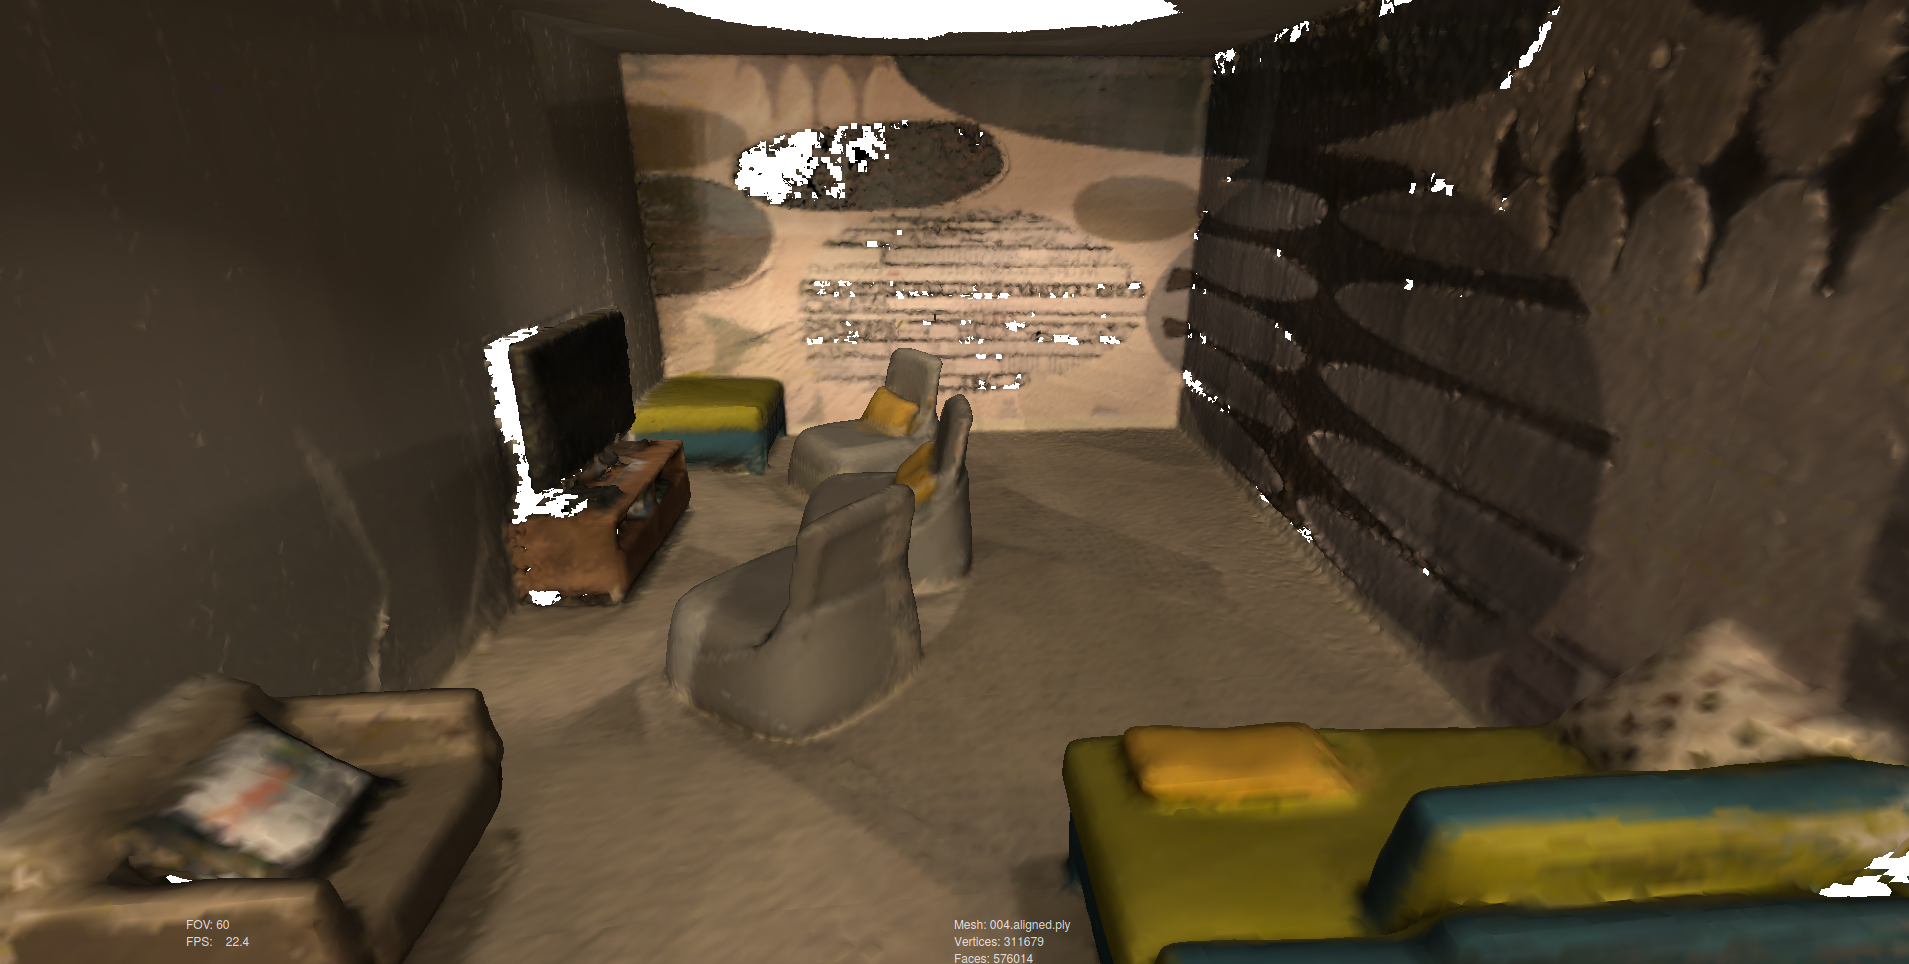 FOV: 60
FPS: 22.4
Mesh: 004.aligned.ply
Vertices: 311679
Faces: 576014